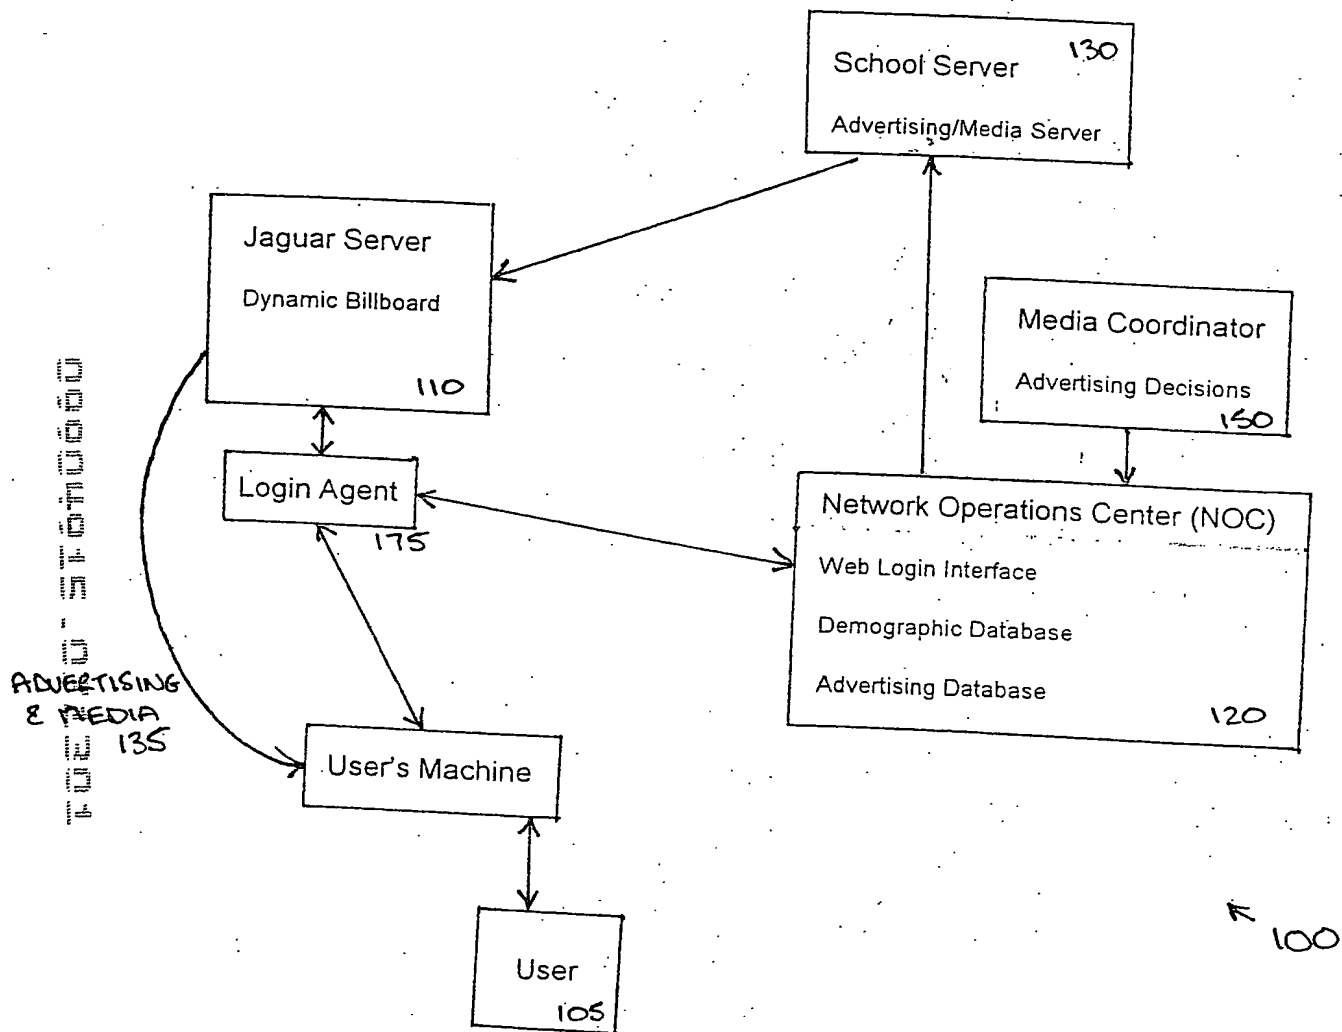 130
School Server
Advertising/Media Server
Jaguar Server
Dynamic Billboard
110
Media Coordinator
Advertising Decisions
150
Login Agent
175
Network Operations Center (NOC)
Web Login Interface
Demographic Database
Advertising Database
120
ADVERTISING
& MEDIA
135
User's Machine
User
105
100